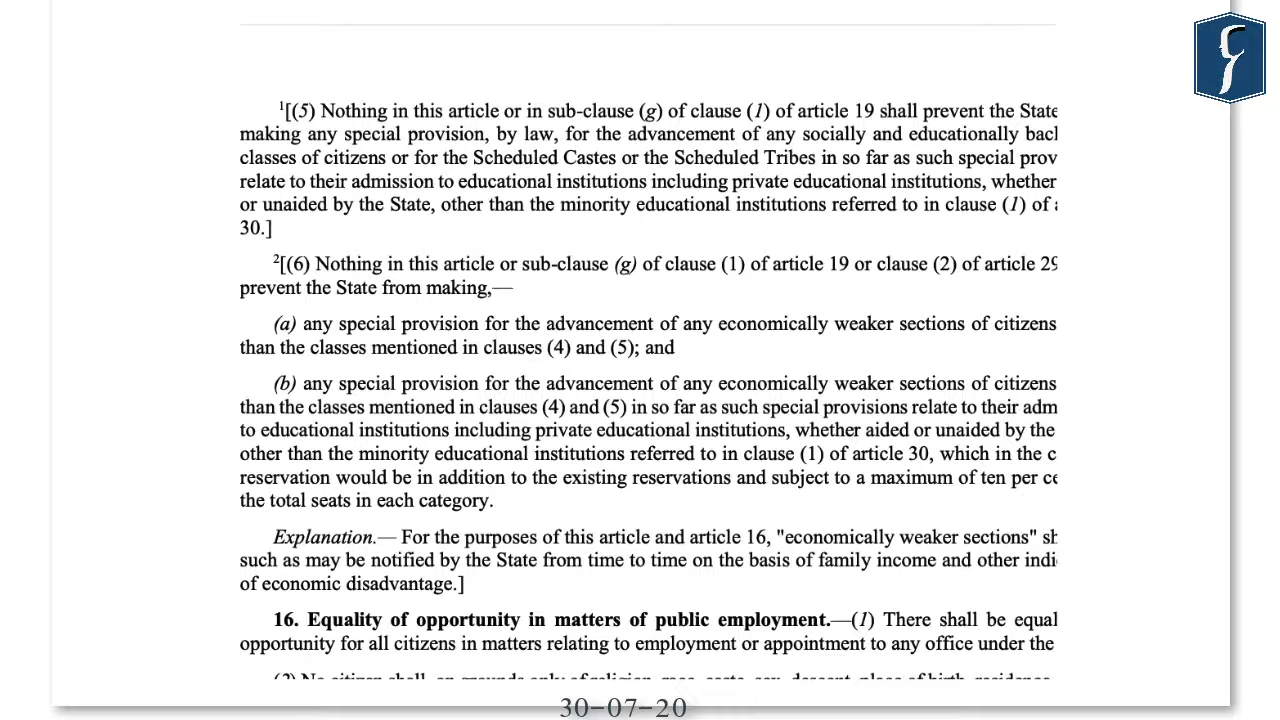 1[(5) Nothing in this article or in sub-clause (g) of clause (1) of article 19 shall prevent the State
making any special provision, by law, for the advancement of any socially and educationally
classes of citizens or for the Scheduled Castes or the Scheduled Tribes in so far as such special
relate to their admission to educational institutions including private educational institutions, whether
or unaided by the State, other than the minority educational institutions referred to in clause (1) of
30.]
2[(6) Nothing in this article or sub-clause (g) of clause (1) of article 19 or clause (2) of article 29
prevent the State from making,—
(a) any special provision for the advancement of any economically weaker sections of citizens
than the classes mentioned in clauses (4) and (5); and
(b) any special provision for the advancement of any economically weaker sections of citizens
than the classes mentioned in clauses (4) and (5) in so far as such special provisions relate to their
to educational institutions including private educational institutions, whether aided or unaided by the
other than the minority educational institutions referred to in clause (1) of article 30, which in the
reservation would be in addition to the existing reservations and subject to a maximum of ten per
the total seats in each category.
Explanation.— For the purposes of this article and article 16, "economically weaker sections"
such as may be notified by the State from time to time on the basis of family income and other
of economic disadvantage.]
16. Equality of opportunity in matters of public employment.—(1) There shall be equal
opportunity for all citizens in matters relating to employment or appointment to any office under the
30-07-20